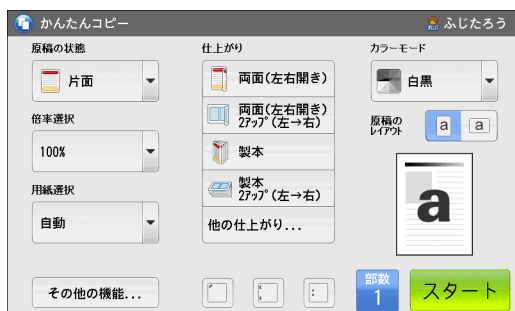 かんたんコピー
ふじたろう
原稿の状態
片面
倍率選択
100%
用紙選択
自動
その他の機能...
仕上がり
両面(左右開き)
両面(左右開き)
2アップ(左→右)
製本
製本
2アップ(左→右)
他の仕上がり...
カラーモード
白黒
原稿の
レイアウト
a
a
a
部数
1
スタート